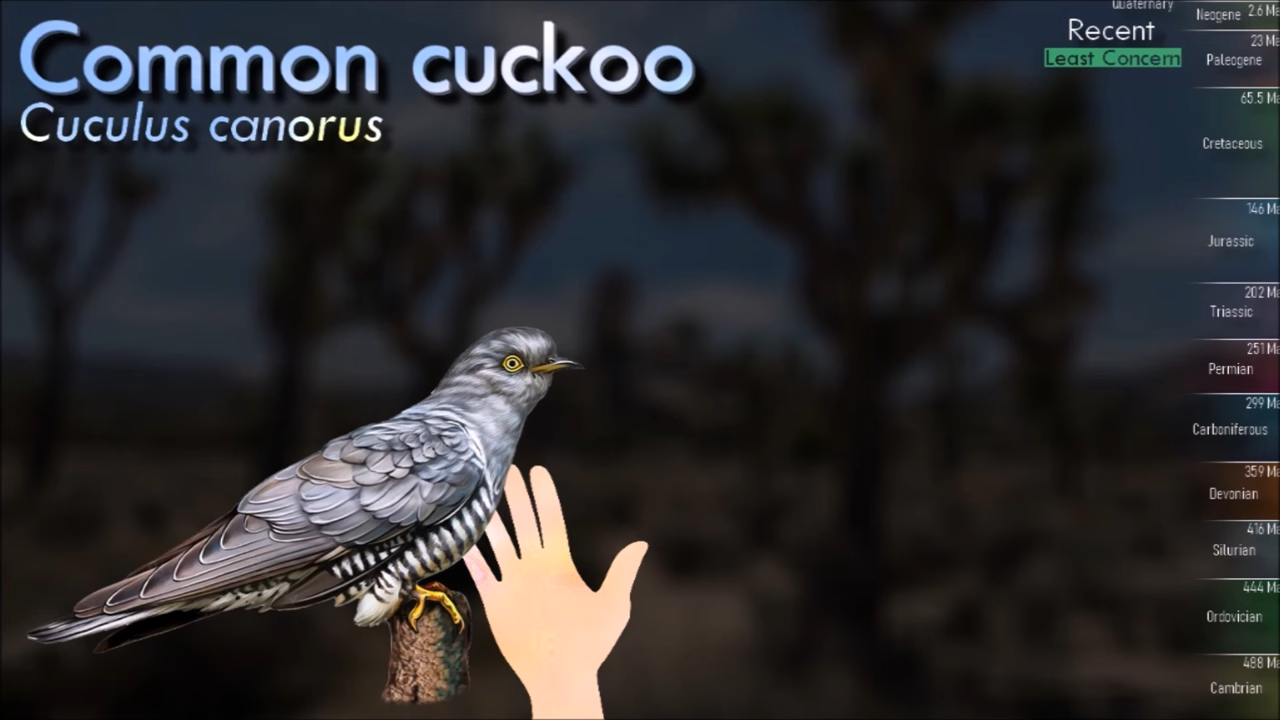 Common cuckoo
Cuculus canorus
Quaternary
Recent
Least Concern
Neogene
2.6 Ma
23 Ma
Paleogene
65.5 Ma
Cretaceous
146 Ma
Jurassic
202 Ma
Triassic
251 Ma
Permian
299 Ma
Carboniferous
359 Ma
Devonian
416 Ma
Silurian
444 Ma
Ordovician
488 Ma
Cambrian